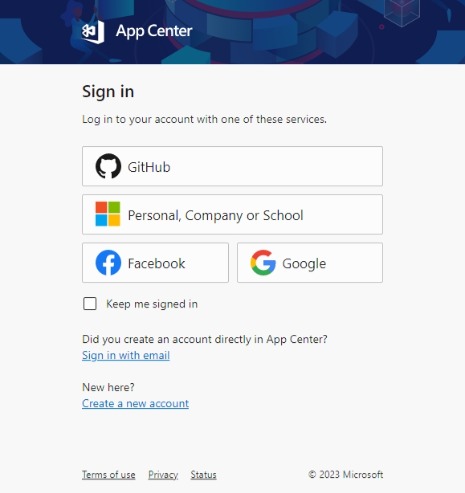 App Center
Sign in
Log in to your account with one of these services.
GitHub
Personal, Company or School
Facebook
Google
Keep me signed in
Did you create an account directly in App Center?
Sign in with email
New here?
Create a new account
Terms of use Privacy Status © 2023 Microsoft